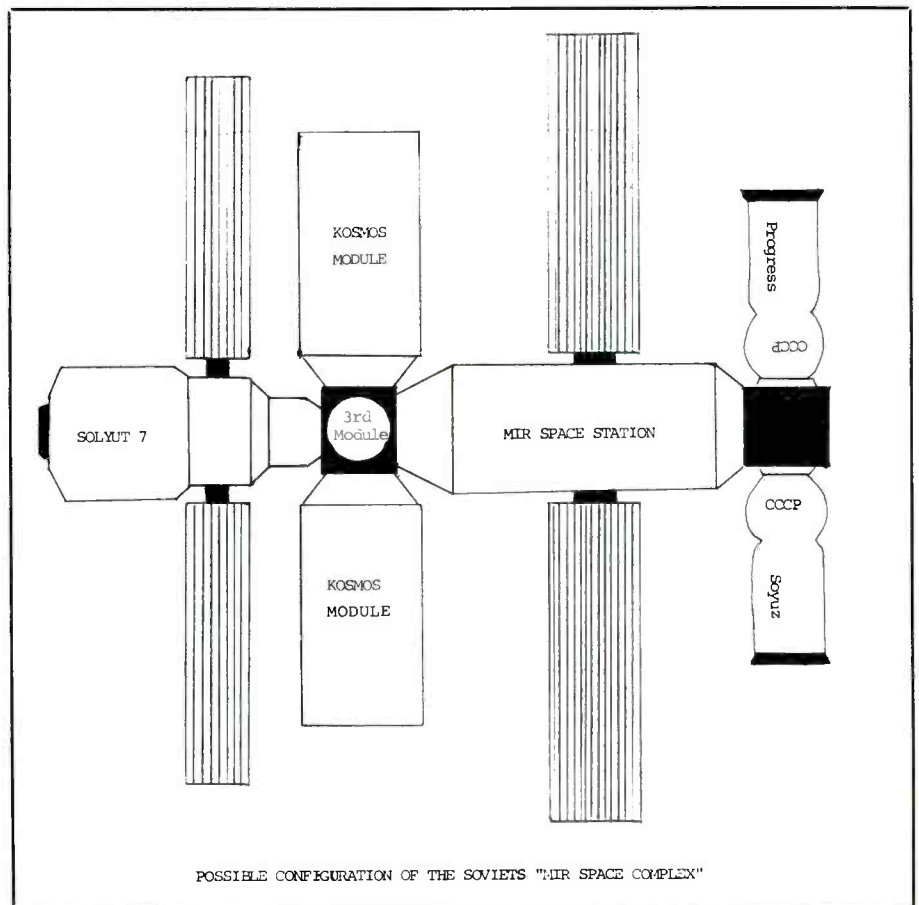 KOSMOS
MODULE
Progress
CCCP
SOLYUT 7
3rd
Module
MIR SPACE STATION
CCCP
KOSMOS
MODULE
Soyuz
POSSIBLE CONFIGURATION OF THE SOVIETS "MIR SPACE COMPLEX"